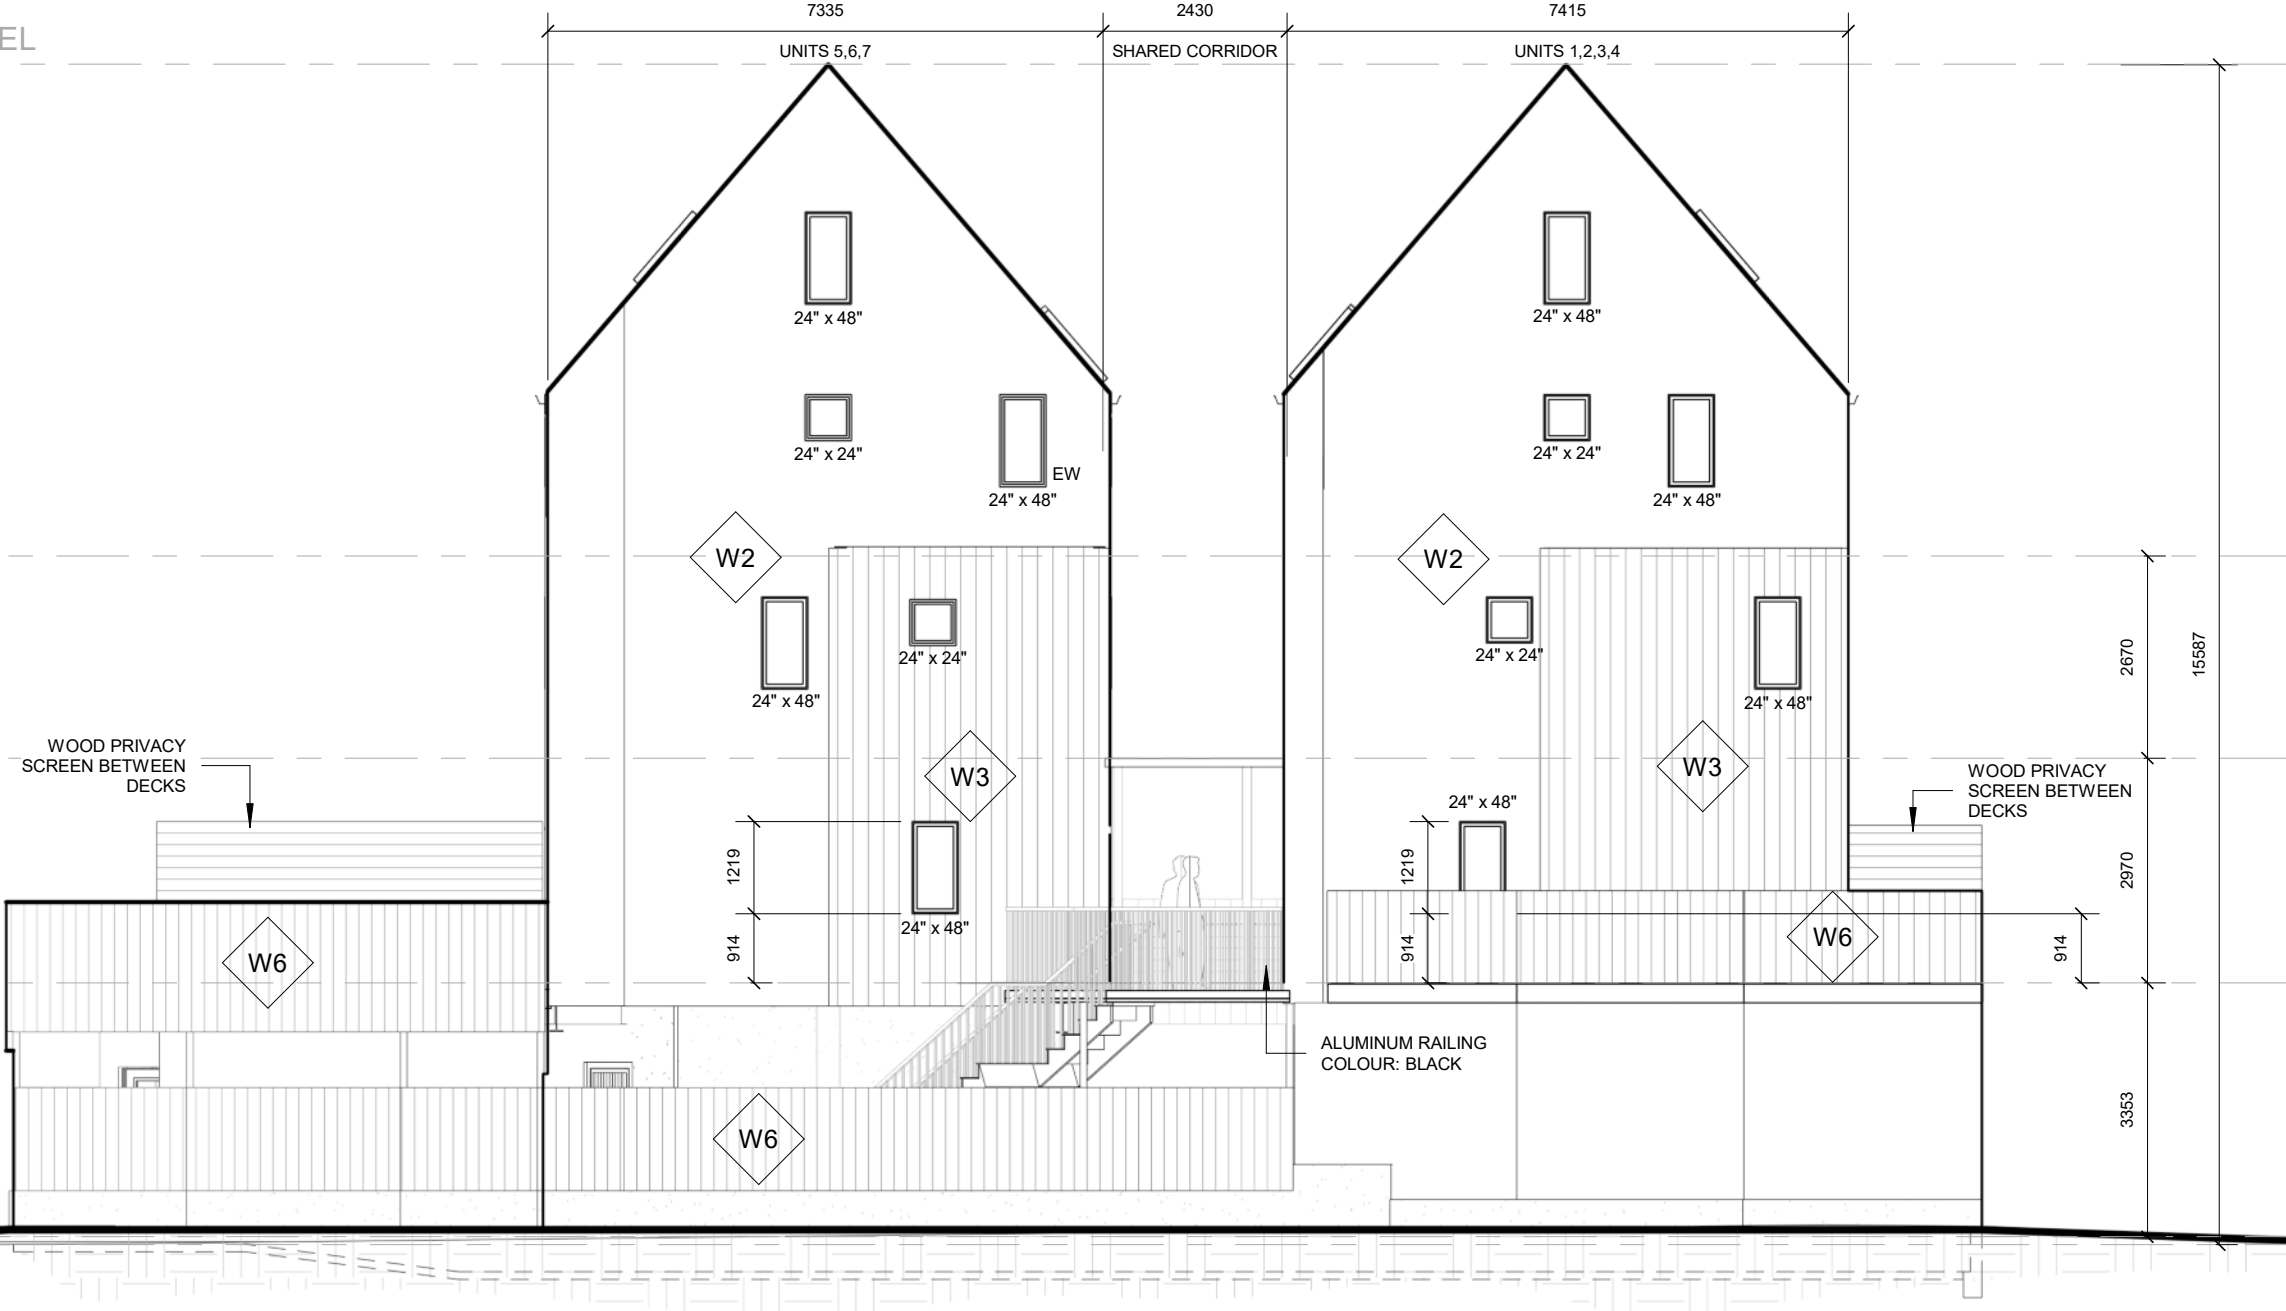 7335
2430
7415
EL
UNITS 5,6,7
SHARED CORRIDOR
UNITS 1,2,3,4
24" x 48"
24" x 48"
24" x 24"
24" x 24"
EW
24" x 48"
24" x 48"
W2
W2
24" x 24"
24" x 24"
24" x 48"
24" x 48"
2670
15587
WOOD PRIVACY
SCREEN BETWEEN
DECKS
W3
W3
WOOD PRIVACY
SCREEN BETWEEN
DECKS
24" x 48"
1219
1219
2970
24" x 48"
914
914
914
W6
W6
ALUMINUM RAILING
COLOUR: BLACK
3353
W6